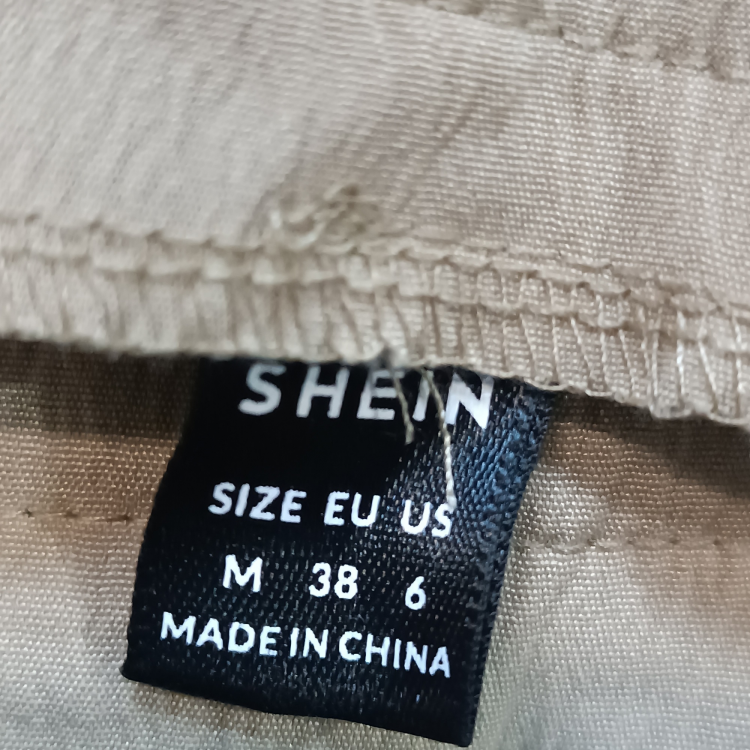 SHEIN
SIZE EU US
M 38 6
MADE IN CHINA